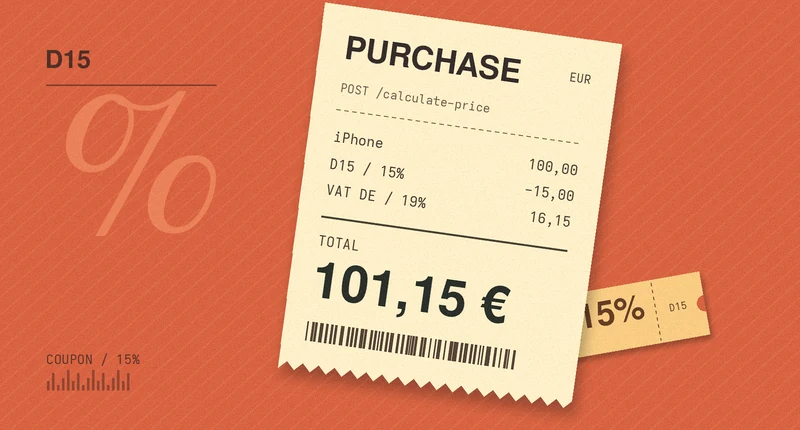 D15
%
COUPON / 15%
PURCHASE EUR
POST /calculate-price
iPhone 100,00
D15 / 15% -15,00
VAT DE / 19% 16,15
TOTAL
101,15 €
15% D15